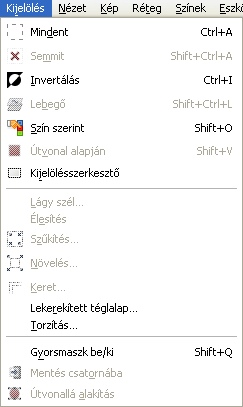 Kijelölés Nézet Kép Réteg Színek Eszkö
Mindent Ctrl+A
Semmit Shift+Ctrl+A
Invertálás Ctrl+I
Lebegő Shift+Ctrl+L
Szín szerint Shift+O
Útvonal alapján Shift+V
Kijelölésszerkesztő
Lágy szél...
Élesítés
Szűkítés...
Növelés...
Keret...
Lekerekített téglalap...
Torzítás...
Gyorsmaszk be/ki Shift+Q
Mentés csatornába
Útvonallá alakítás